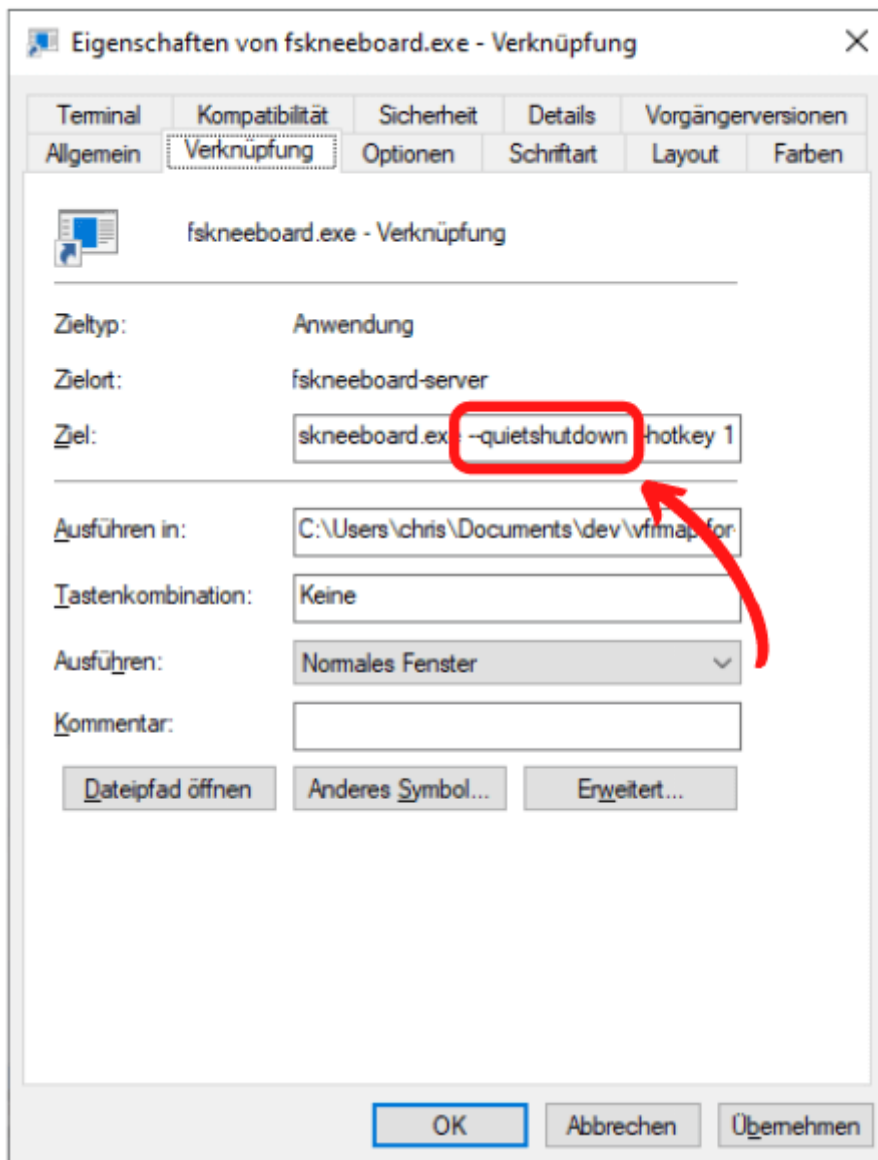 Eigenschaften von fskneeboard.exe - Verknüpfung
Terminal Kompatibilität Sicherheit Details Vorgängerversionen
Allgemein Verknüpfung Optionen Schriftart Layout Farben
fskneeboard.exe - Verknüpfung
Zieltyp: Anwendung
Zielort: fskneeboard-server
Ziel: skneeboard.exe --quietshutdown -hotkey 1
Ausführen in: C:\Users\chris\Documents\dev\vfrmap-for-
Tastenkombination: Keine
Ausführen: Normales Fenster
Kommentar:
Dateipfad öffnen Anderes Symbol... Erweitert...
OK Abbrechen Übernehmen